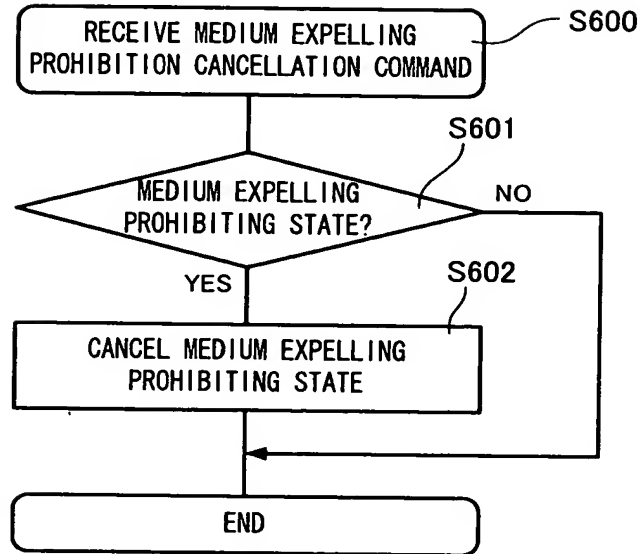 RECEIVE MEDIUM EXPELLING
PROHIBITION CANCELLATION COMMAND
S600
S601
MEDIUM EXPELLING
PROHIBITING STATE?
NO
YES
S602
CANCEL MEDIUM EXPELLING
PROHIBITING STATE
END